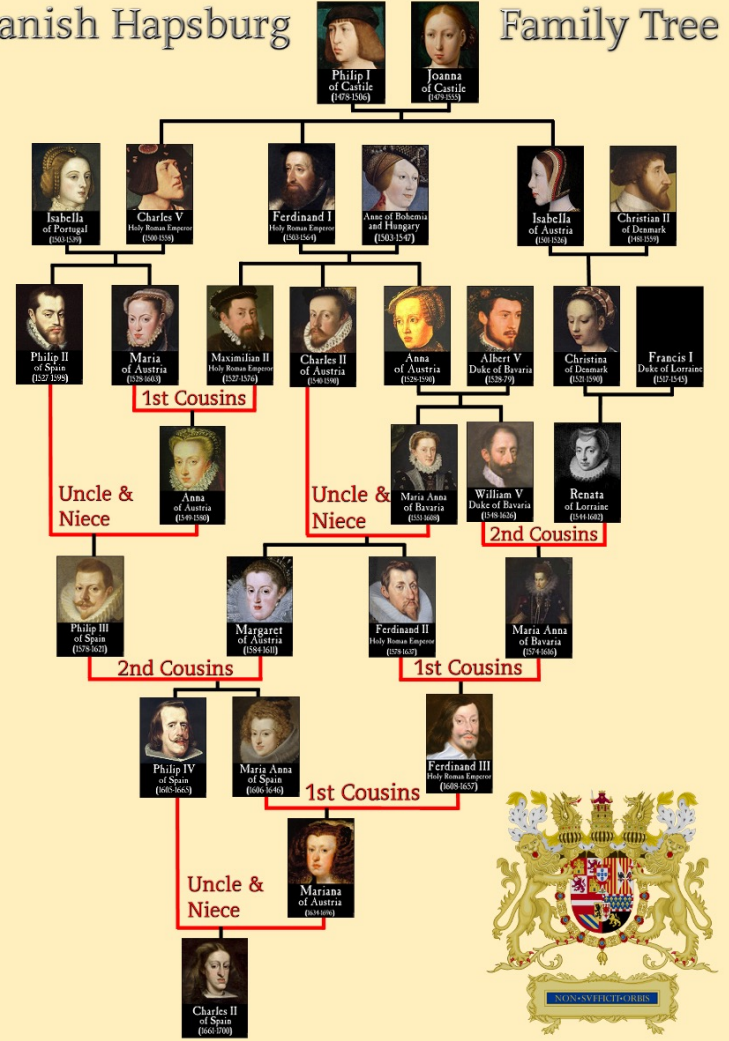 anish Hapsburg Family Tree
Philip I
of Castile
(1478-1506)
Joanna
of Castile
(1479-1555)
Isabella
of Portugal
(1503-1539)
Charles V
Holy Roman Emperor
(1500-1558)
Ferdinand I
Holy Roman Emperor
(1503-1564)
Anne of Bohemia
and Hungary
(1503-1547)
Isabella
of Austria
(1501-1526)
Christian II
of Denmark
(1481-1559)
Philip II
of Spain
(1527-1598)
Maria
of Austria
(1528-1603)
Maximilian II
Holy Roman Emperor
(1527-1576)
Charles II
of Austria
(1540-1590)
Anna
of Austria
(1528-1590)
Albert V
Duke of Bavaria
(1528-79)
Christina
of Denmark
(1521-1590)
Francis I
Duke of Lorraine
(1517-1545)
1st Cousins
Anna
of Austria
(1549-1580)
Maria Anna
of Bavaria
(1551-1608)
William V
Duke of Bavaria
(1548-1626)
Renata
of Lorraine
(1544-1602)
Uncle &
Niece
Uncle &
Niece
2nd Cousins
Philip III
of Spain
(1578-1621)
Margaret
of Austria
(1584-1611)
Ferdinand II
Holy Roman Emperor
(1578-1637)
Maria Anna
of Bavaria
(1574-1616)
2nd Cousins
1st Cousins
Philip IV
of Spain
(1605-1665)
Maria Anna
of Spain
(1606-1646)
Ferdinand III
Holy Roman Emperor
(1608-1657)
1st Cousins
Mariana
of Austria
(1634-1696)
Uncle &
Niece
Charles II
of Spain
(1661-1700)
NON•SVFFICIT•ORBIS